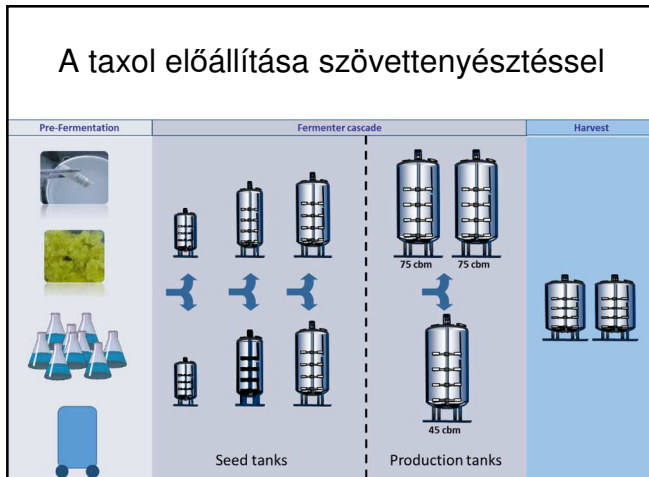 A taxol előállítása szövettenyésztéssel
Pre-Fermentation
Fermenter cascade
Harvest
75 cbm
75 cbm
45 cbm
Seed tanks
Production tanks